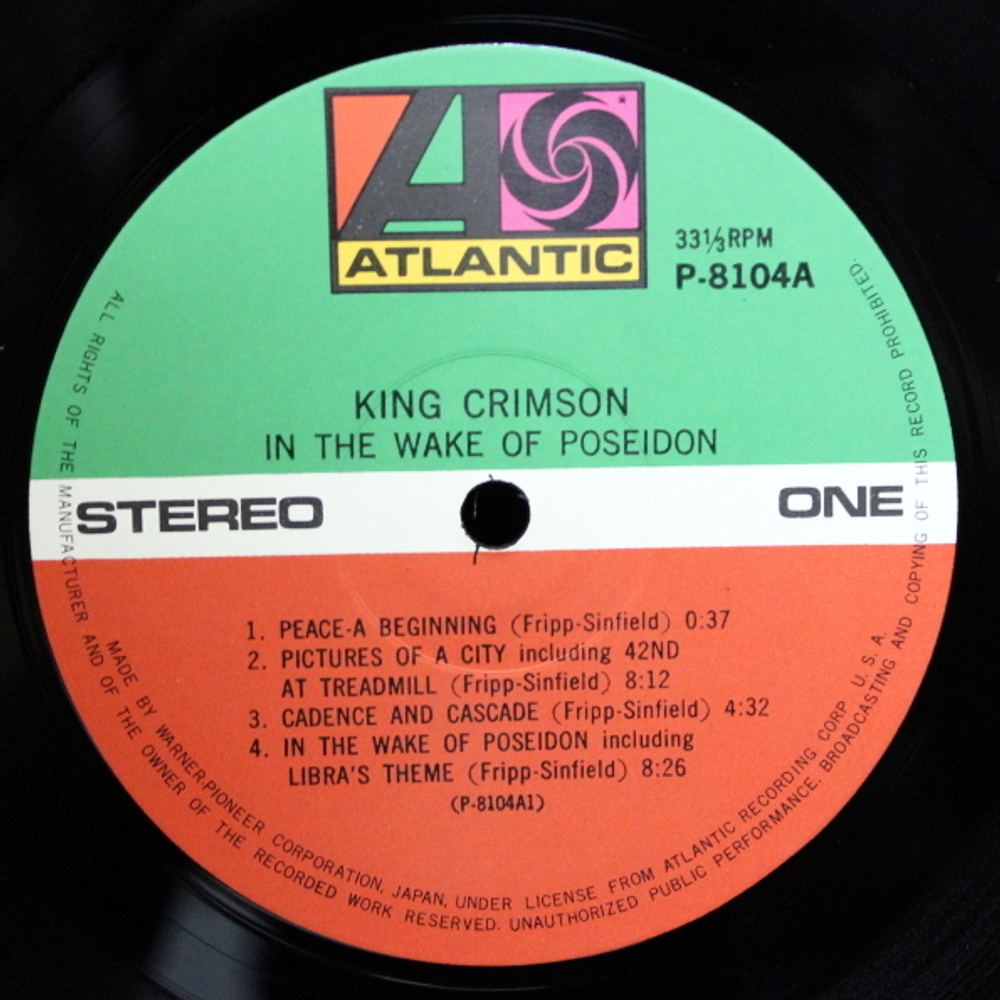 ATLANTIC
33⅓RPM
P-8104A
KING CRIMSON
IN THE WAKE OF POSEIDON
STEREO
ONE
1. PEACE-A BEGINNING (Fripp-Sinfield) 0:37
2. PICTURES OF A CITY including 42ND
AT TREADMILL (Fripp-Sinfield) 8:12
3. CADENCE AND CASCADE (Fripp-Sinfield) 4:32
4. IN THE WAKE OF POSEIDON including
LIBRA'S THEME (Fripp-Sinfield) 8:26
(P-8104A1)
MADE BY WARNER-PIONEER CORPORATION, JAPAN, UNDER LICENSE FROM ATLANTIC RECORDING CORP U. S. A.
ALL RIGHTS OF THE MANUFACTURER AND OF THE OWNER OF THE RECORDED WORK RESERVED. UNAUTHORIZED PUBLIC PERFORMANCE. BROADCASTING AND COPYING OF THIS RECORD PROHIBITED.